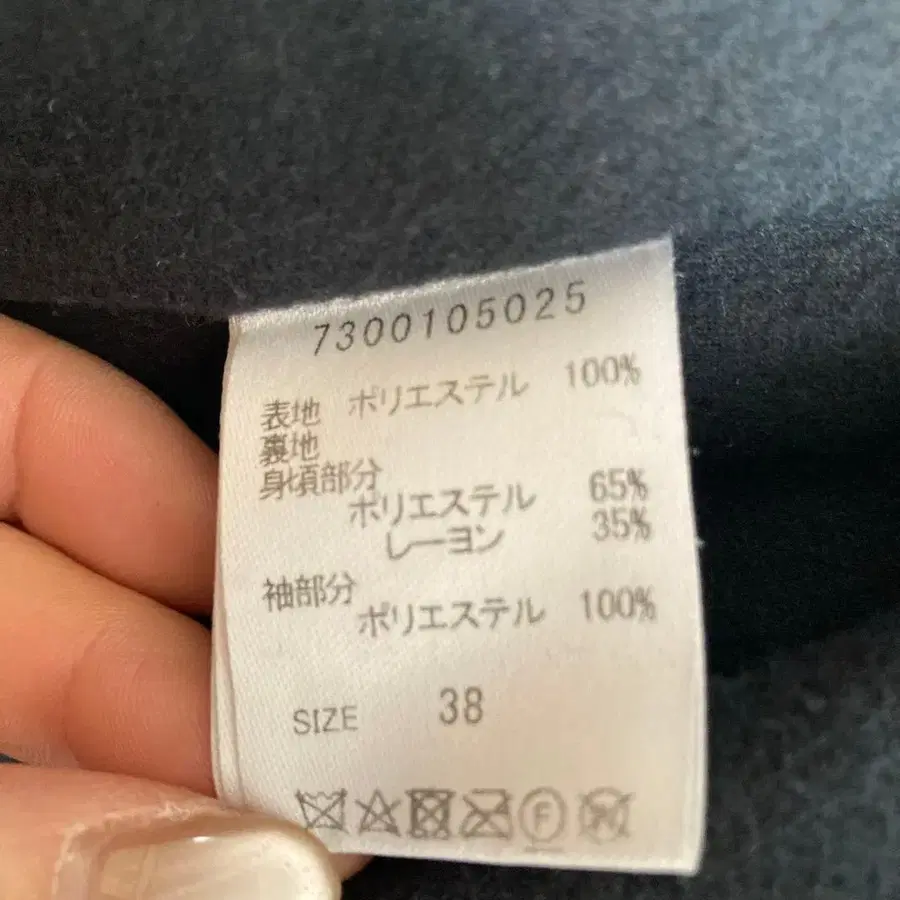 7300105025
表地 ポリエステル 100%
裏地
身頃部分
ポリエステル 65%
レーヨン 35%
袖部分
ポリエステル 100%
SIZE 38
F